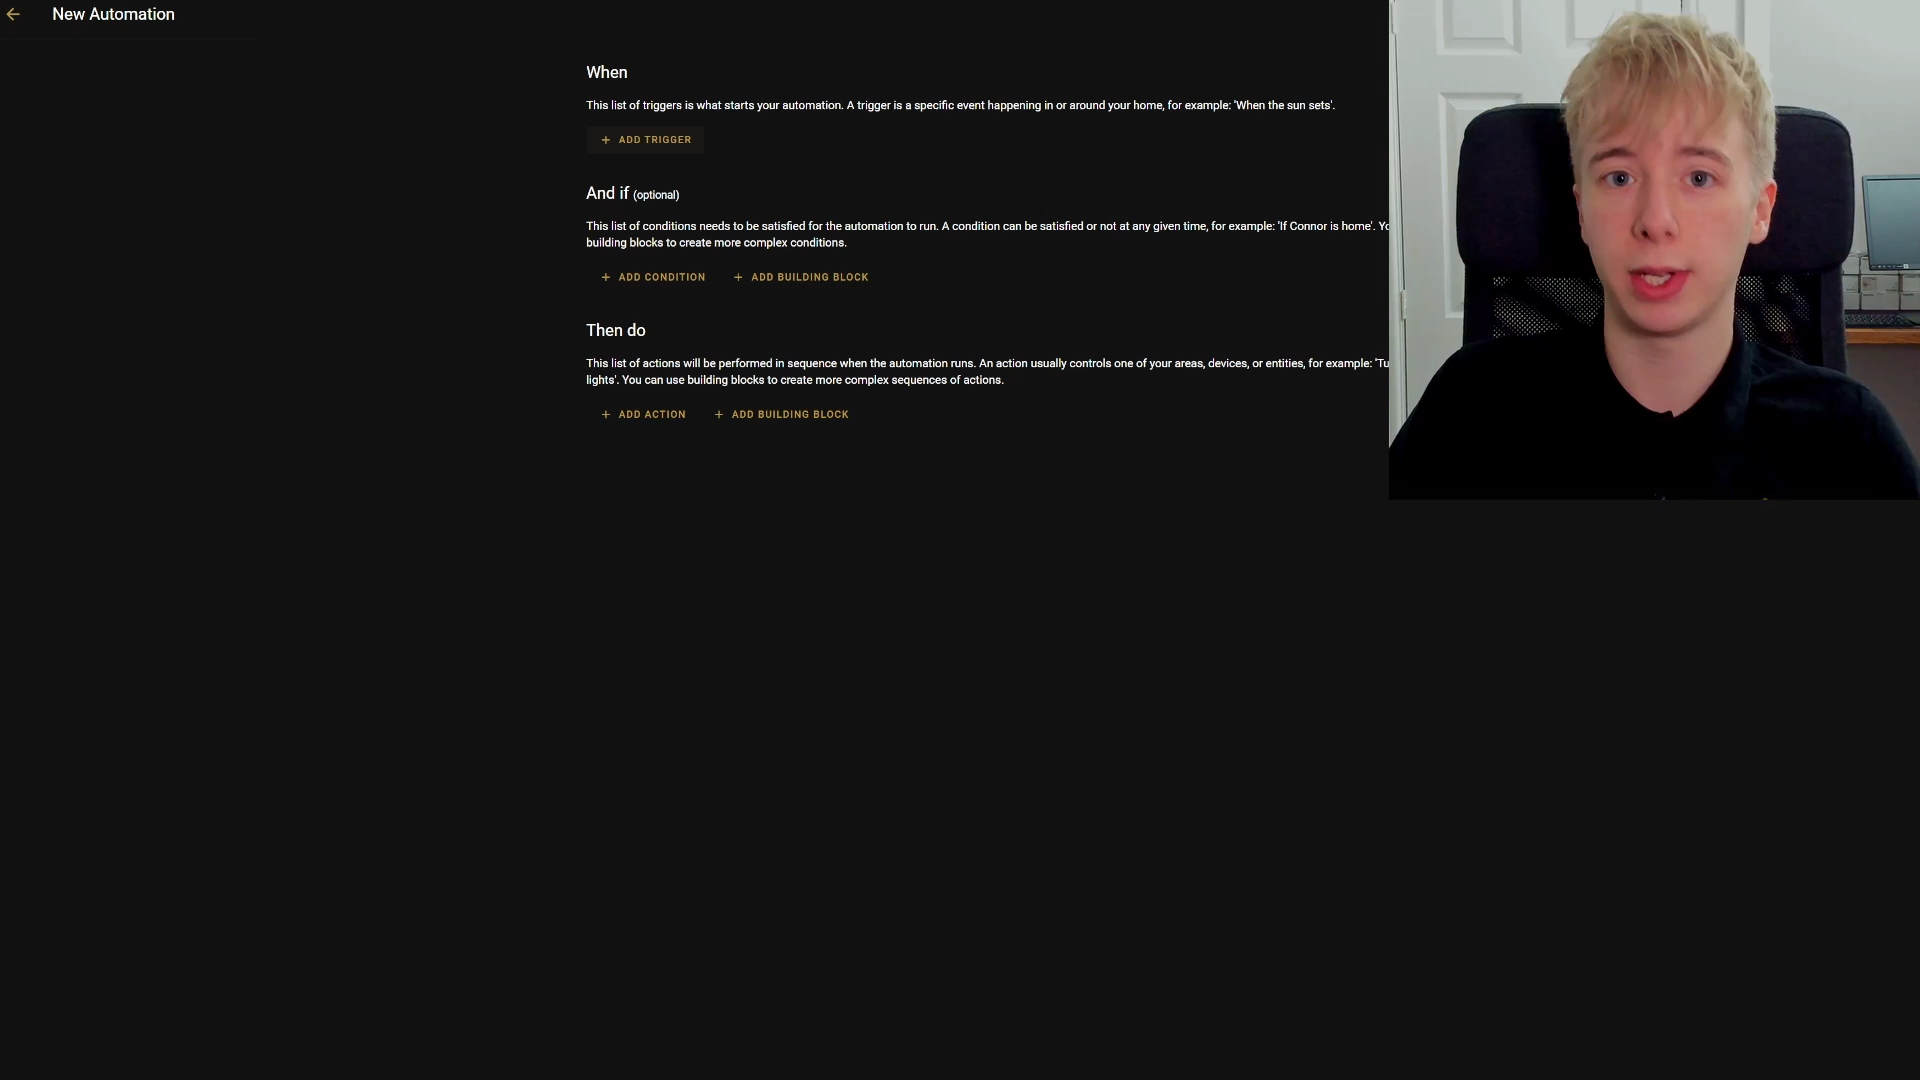 New Automation
When
This list of triggers is what starts your automation. A trigger is a specific event happening in or around your home, for example: 'When the sun sets'.
+ ADD TRIGGER
And if (optional)
This list of conditions needs to be satisfied for the automation to run. A condition can be satisfied or not at any given time, for example: 'If Connor is home'.
building blocks to create more complex conditions.
+ ADD CONDITION + ADD BUILDING BLOCK
Then do
This list of actions will be performed in sequence when the automation runs. An action usually controls one of your areas, devices, or entities, for example:
lights'. You can use building blocks to create more complex sequences of actions.
+ ADD ACTION + ADD BUILDING BLOCK